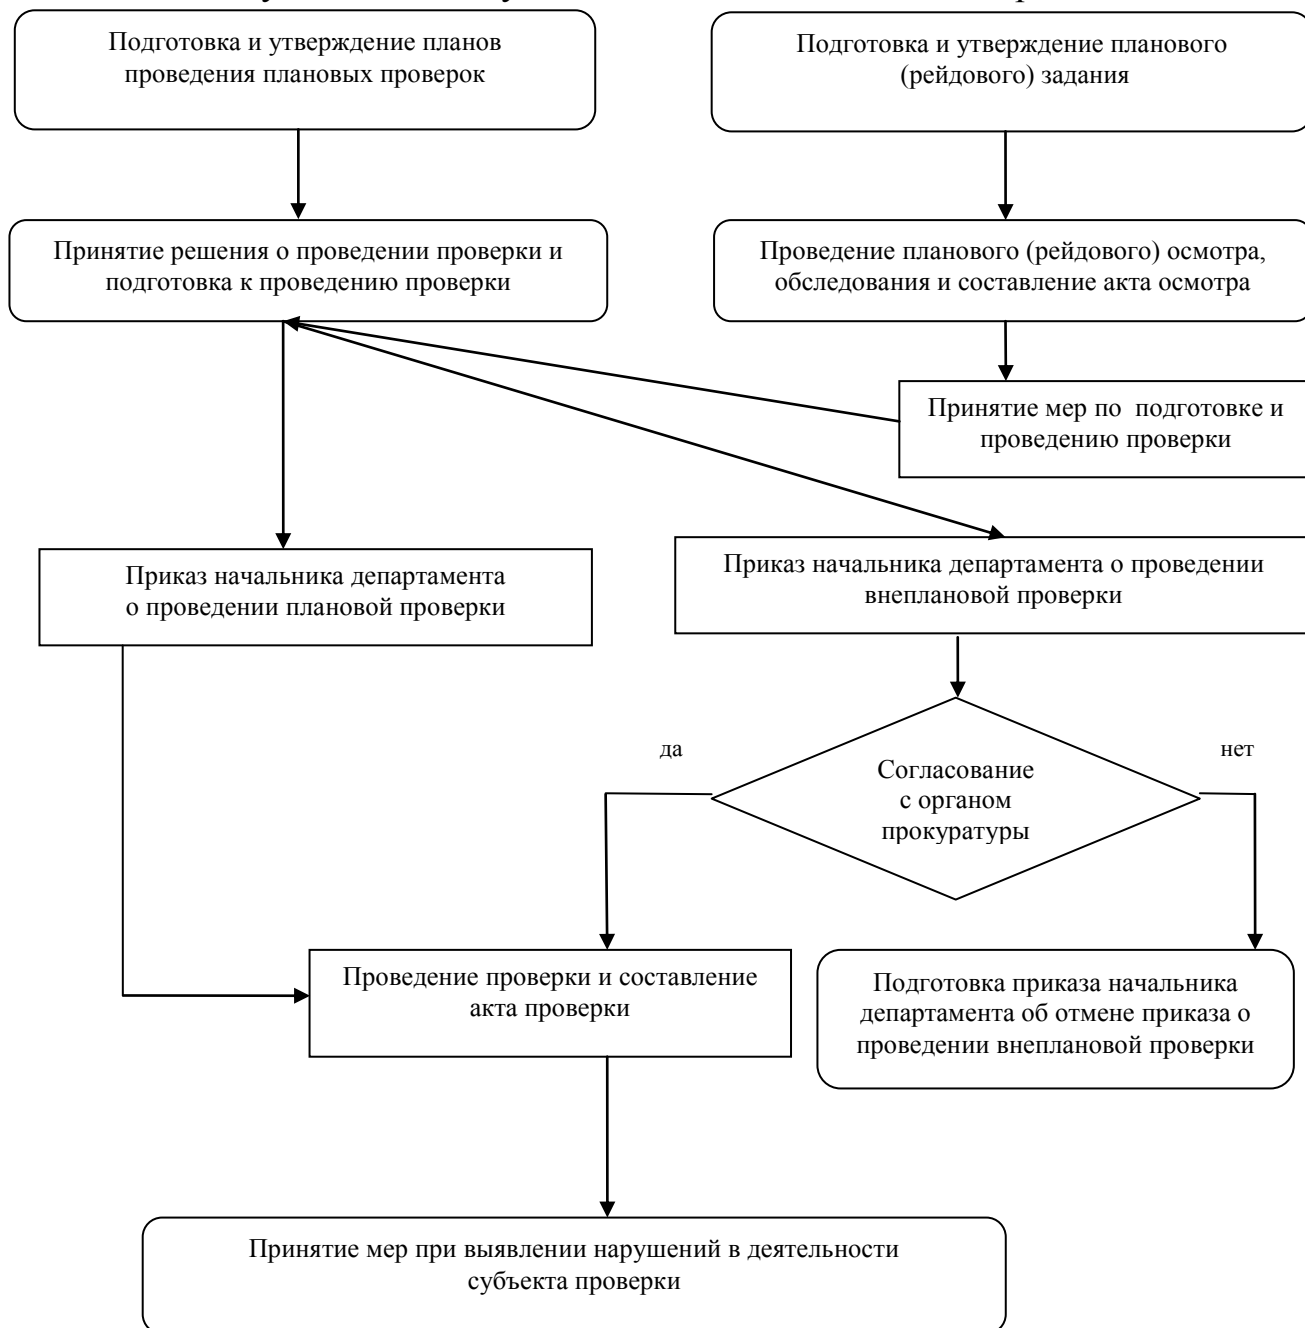 Подготовка и утверждение планов
проведения плановых проверок
Подготовка и утверждение планового
(рейдового) задания
Принятие решения о проведении проверки и
подготовка к проведению проверки
Проведение планового (рейдового) осмотра,
обследования и составление акта осмотра
Принятие мер по подготовке и
проведению проверки
Приказ начальника департамента
о проведении плановой проверки
Приказ начальника департамента о проведении
внеплановой проверки
да
нет
Согласование
с органом
прокуратуры
Проведение проверки и составление
акта проверки
Подготовка приказа начальника
департамента об отмене приказа о
проведении внеплановой проверки
Принятие мер при выявлении нарушений в деятельности
субъекта проверки